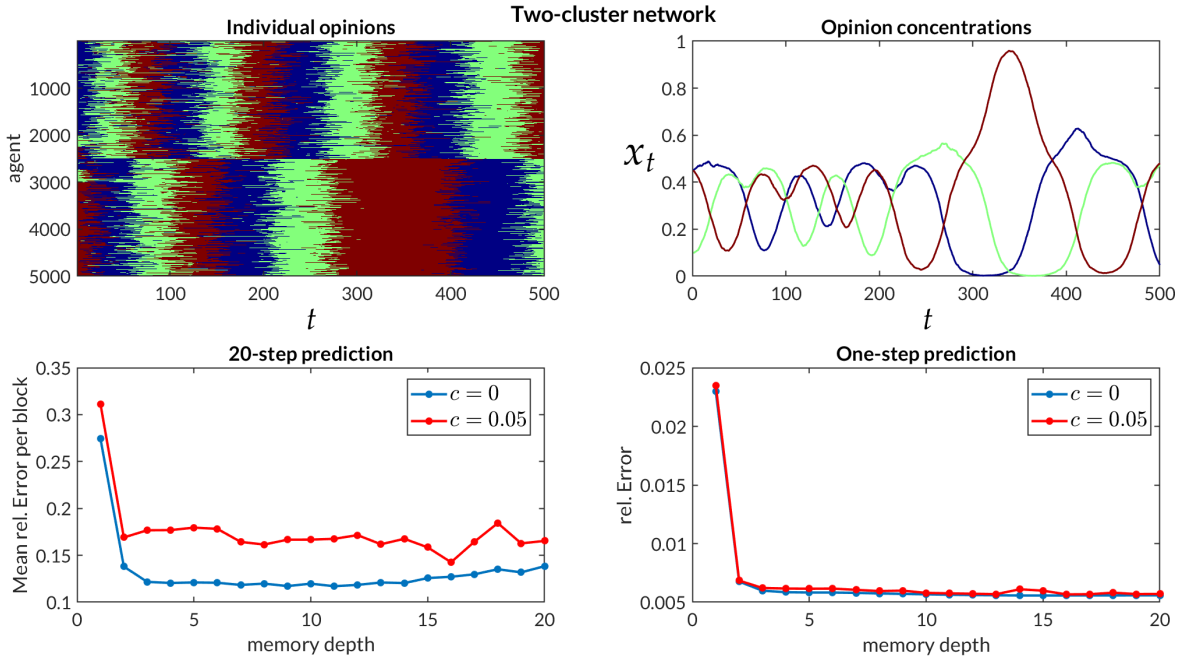 Two-cluster network
Individual opinions
Opinion concentrations
agent
1000
2000
3000
4000
5000
100
200
300
400
500
t
x_t
1
0.8
0.6
0.4
0.2
0
0
100
200
300
400
500
t
20-step prediction
One-step prediction
Mean rel. Error per block
0.35
0.3
0.25
0.2
0.15
0.1
c = 0
c = 0.05
0
5
10
15
20
memory depth
rel. Error
0.025
0.02
0.015
0.01
0.005
c = 0
c = 0.05
0
5
10
15
20
memory depth